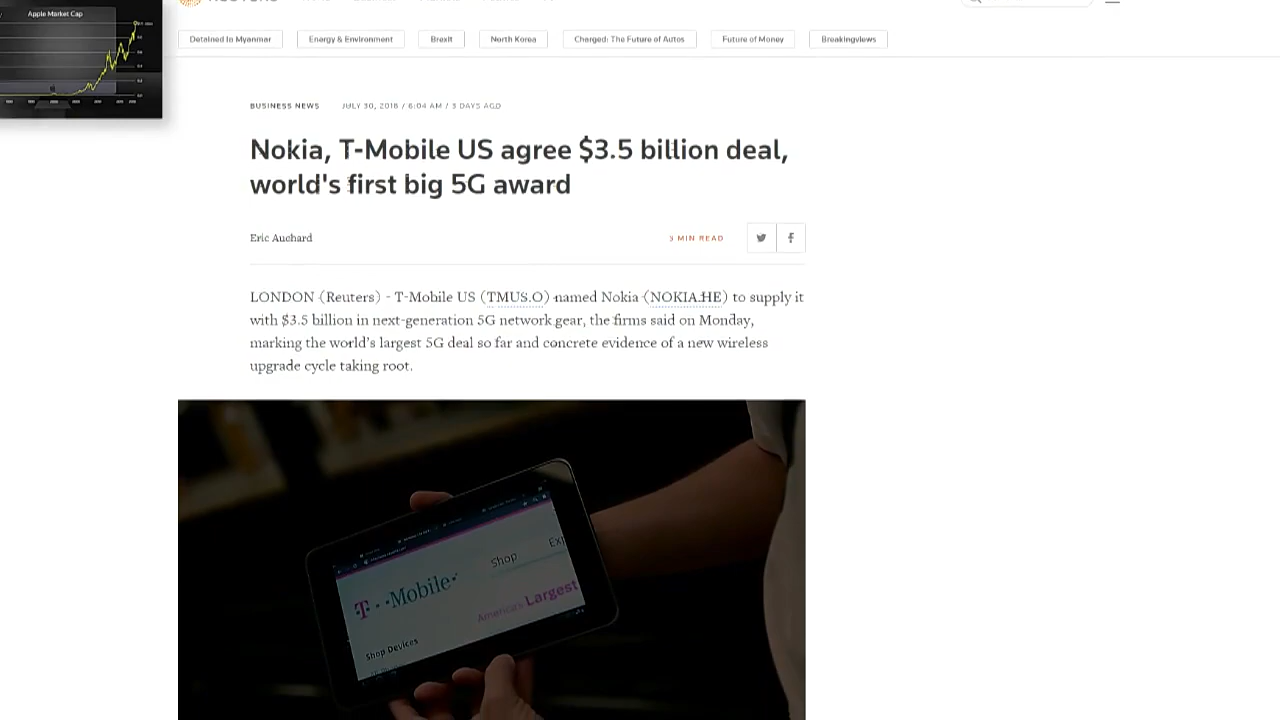 Apple Market Cap
REUTERS
Detained in Myanmar
Energy & Environment
Brexit
North Korea
Charged: The Future of Autos
Future of Money
Breakingviews
BUSINESS NEWS
JULY 30, 2018 / 6:04 AM / 3 DAYS AGO
Nokia, T-Mobile US agree $3.5 billion deal,
world's first big 5G award
Eric Auchard
3 MIN READ
LONDON (Reuters) - T-Mobile US (TMUS.O) named Nokia (NOKIA.HE) to supply it
with $3.5 billion in next-generation 5G network gear, the firms said on Monday,
marking the world's largest 5G deal so far and concrete evidence of a new wireless
upgrade cycle taking root.
Shop
T··Mobile·
America's Largest
Shop Devices